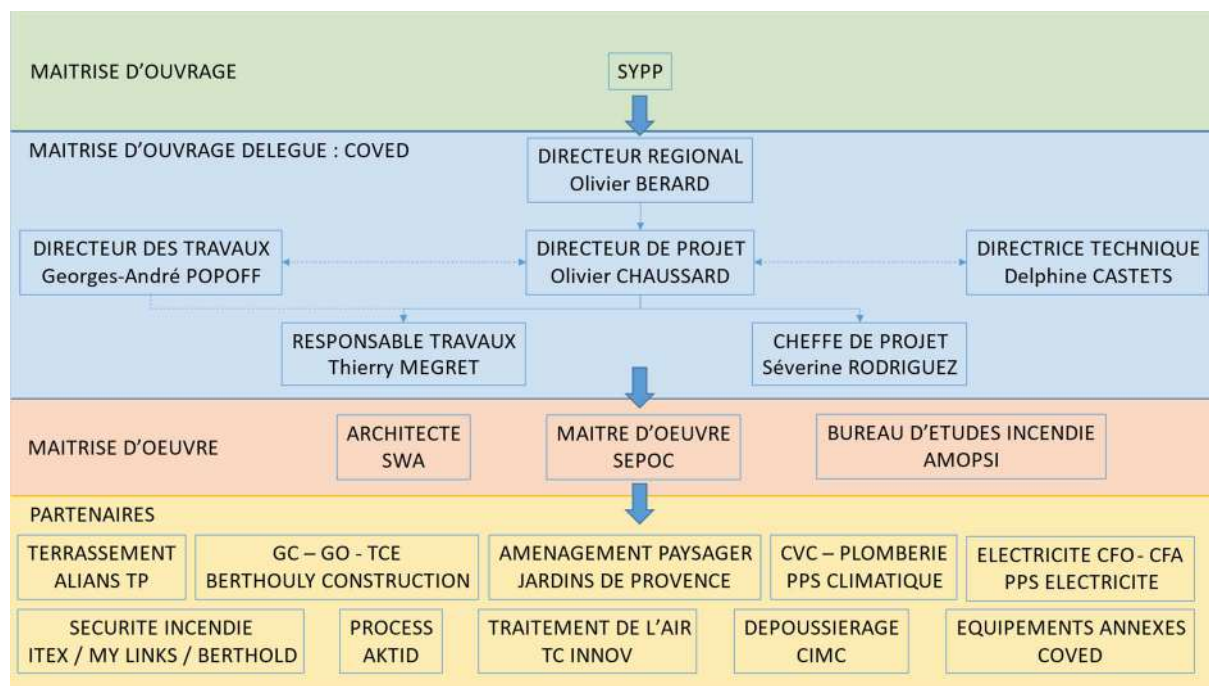 MAITRISE D'OUVRAGE
SYPP
MAITRISE D'OUVRAGE DELEGUE : COVED
DIRECTEUR REGIONAL
Olivier BERARD
DIRECTEUR DES TRAVAUX
Georges-André POPOFF
DIRECTEUR DE PROJET
Olivier CHAUSSARD
DIRECTRICE TECHNIQUE
Delphine CASTETS
RESPONSABLE TRAVAUX
Thierry MEGRET
CHEFFE DE PROJET
Séverine RODRIGUEZ
MAITRISE D'OEUVRE
ARCHITECTE
SWA
MAITRE D'OEUVRE
SEPOC
BUREAU D'ETUDES INCENDIE
AMOPSI
PARTENAIRES
TERRASSEMENT
ALIANS TP
GC – GO - TCE
BERTHOULY CONSTRUCTION
AMENAGEMENT PAYSAGER
JARDINS DE PROVENCE
CVC – PLOMBERIE
PPS CLIMATIQUE
ELECTRICITE CFO - CFA
PPS ELECTRICITE
SECURITE INCENDIE
ITEX / MY LINKS / BERTHOLD
PROCESS
AKTID
TRAITEMENT DE L'AIR
TC INNOV
DEPOUSSIERAGE
CIMC
EQUIPEMENTS ANNEXES
COVED